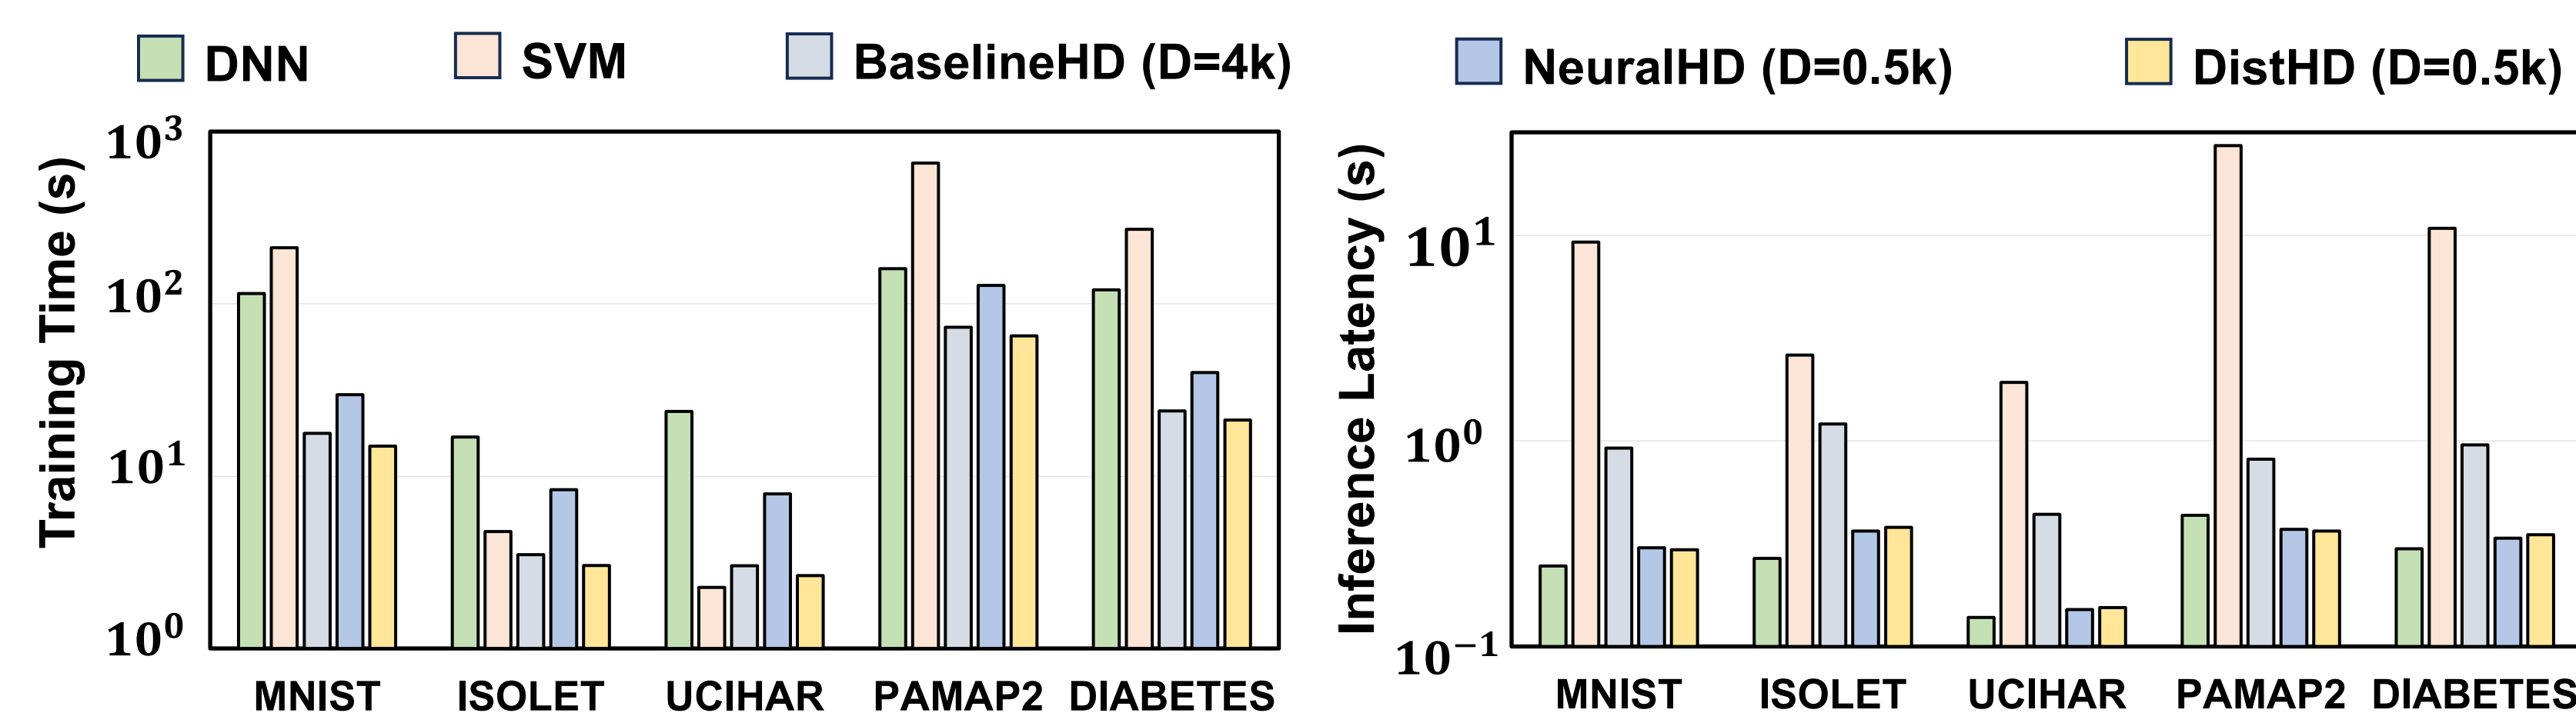 DNN SVM BaselineHD (D=4k) NeuralHD (D=0.5k) DistHD (D=0.5k)
Training Time (s)
10³
10²
10¹
10⁰
MNIST ISOLET UCIHAR PAMAP2 DIABETES
Inference Latency (s)
10¹
10⁰
10⁻¹
MNIST ISOLET UCIHAR PAMAP2 DIABETES